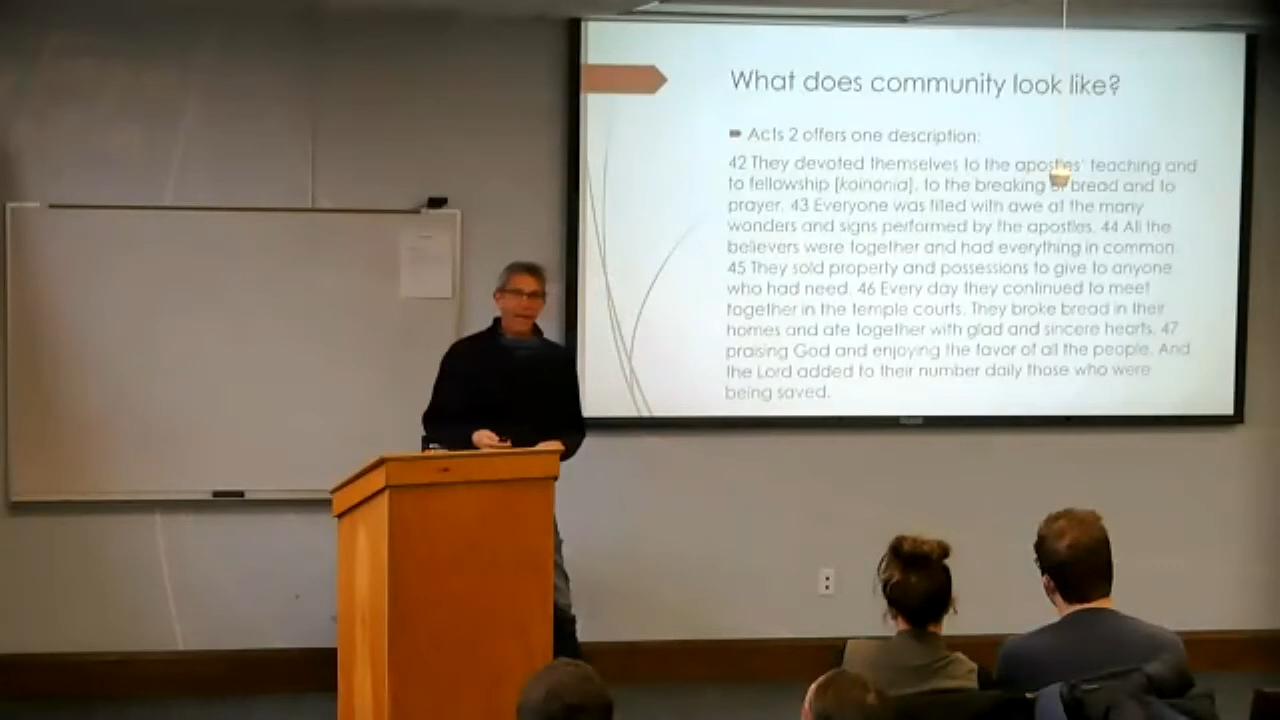 What does community look like?
Acts 2 offers one description:
42 They devoted themselves to the apostles' teaching and
to fellowship [koinonia], to the breaking of bread and to
prayer. 43 Everyone was filled with awe at the many
wonders and signs performed by the apostles. 44 All the
believers were together and had everything in common.
45 They sold property and possessions to give to anyone
who had need. 46 Every day they continued to meet
together in the temple courts. They broke bread in their
homes and ate together with glad and sincere hearts, 47
praising God and enjoying the favor of all the people. And
the Lord added to their number daily those who were
being saved.